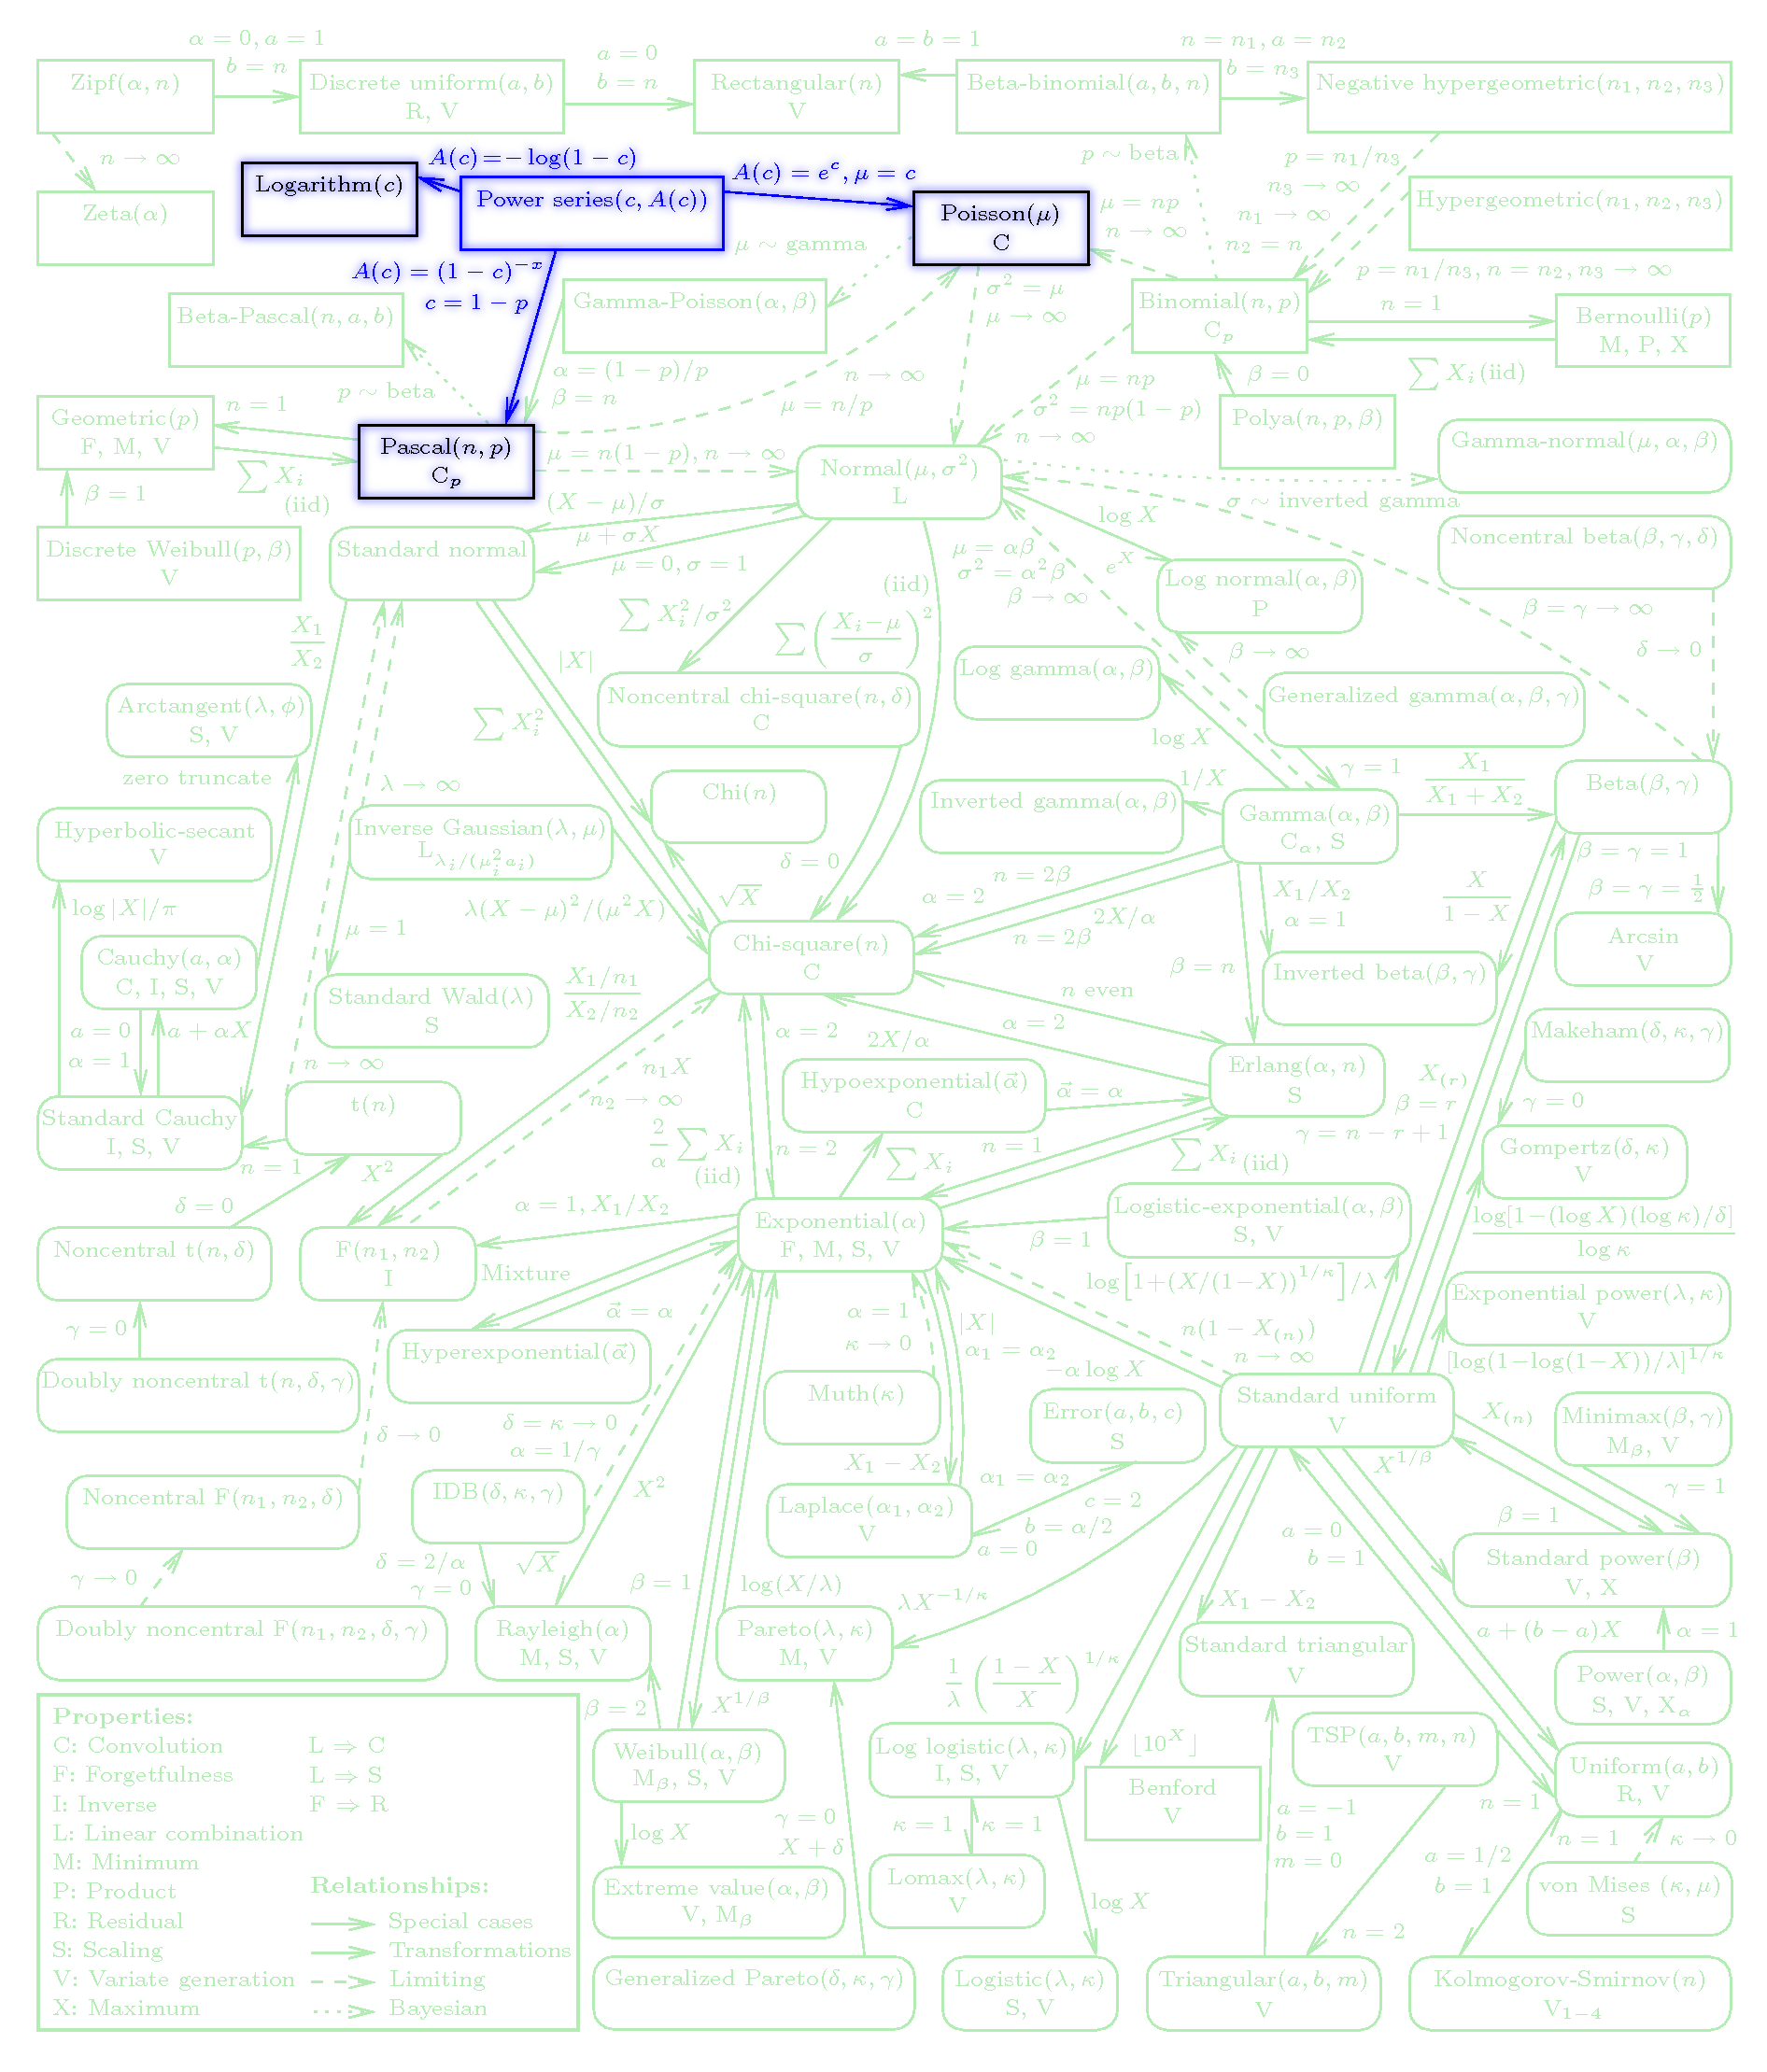 α = 0, a = 1
b = n
a = 0
b = n
a = b = 1
n = n₁, a = n₂
b = n₃
Zipf(α, n)
Discrete uniform(a, b)
R, V
Rectangular(n)
V
Beta-binomial(a, b, n)
Negative hypergeometric(n₁, n₂, n₃)
n → ∞
A(c) = − log(1 − c)
A(c) = eᶜ, μ = c
p ∼ beta
p = n₁/n₃
n₃ → ∞
n₁ → ∞
n₂ = n
Zeta(α)
Logarithm(c)
Power series(c, A(c))
Poisson(μ)
C
μ = np
n → ∞
Hypergeometric(n₁, n₂, n₃)
μ ∼ gamma
A(c) = (1 − c)⁻ˣ
c = 1 − p
p = n₁/n₃, n = n₂, n₃ → ∞
Beta-Pascal(n, a, b)
Gamma-Poisson(α, β)
σ² = μ
μ → ∞
Binomial(n, p)
Cₚ
n = 1
Bernoulli(p)
M, P, X
∑ Xᵢ (iid)
p ∼ beta
α = (1 − p)/p
β = n
n → ∞
μ = n/p
μ = np
σ² = np(1 − p)
n → ∞
β = 0
Polya(n, p, β)
Geometric(p)
F, M, V
n = 1
∑ Xᵢ
(iid)
Pascal(n, p)
Cₚ
μ = n(1 − p), n → ∞
Normal(μ, σ²)
L
Gamma-normal(μ, α, β)
σ ∼ inverted gamma
β = 1
Discrete Weibull(p, β)
V
Standard normal
(X − μ)/σ
μ + σX
μ = 0, σ = 1
log X
eˣ
μ = αβ
σ² = α²β
β → ∞
Log normal(α, β)
P
Noncentral beta(β, γ, δ)
β = γ → ∞
δ → 0
(iid)
∑ Xᵢ²/σ²
∑ ((Xᵢ−μ)/σ)²
X₁/X₂
|X|
∑ Xᵢ²
β → ∞
Log gamma(α, β)
Generalized gamma(α, β, γ)
Noncentral chi-square(n, δ)
C
Arctangent(λ, φ)
S, V
zero truncate
λ → ∞
log X
γ = 1
X₁/(X₁ + X₂)
Beta(β, γ)
Hyperbolic-secant
V
Inverse Gaussian(λ, μ)
L λᵢ/(μᵢ²aᵢ)
Chi(n)
Inverted gamma(α, β)
1/X
Gamma(α, β)
C_α, S
δ = 0
n = 2β
α = 2
2X/α
n = 2β
X₁/X₂
α = 1
β = γ = 1
β = γ = 1/2
X/(1 − X)
log |X|/π
λ(X − μ)²/(μ²X)
√X
μ = 1
Cauchy(a, α)
C, I, S, V
Chi-square(n)
C
β = n
Inverted beta(β, γ)
Arcsin
V
Standard Wald(λ)
S
(X₁/n₁)/(X₂/n₂)
n even
α = 2
2X/α
α = 2
a = 0
α = 1
a + αX
n → ∞
n₁X
n₂ → ∞
Hypoexponential(α⃗)
C
α⃗ = α
Erlang(α, n)
S
Makeham(δ, κ, γ)
X₍ᵣ₎
β = r
γ = n − r + 1
γ = 0
Standard Cauchy
I, S, V
t(n)
n = 1
X²
2/α ∑ Xᵢ
(iid)
n = 2
∑ Xᵢ
n = 1
∑ Xᵢ (iid)
Gompertz(δ, κ)
V
δ = 0
α = 1, X₁/X₂
Noncentral t(n, δ)
F(n₁, n₂)
I
Mixture
Exponential(α)
F, M, S, V
Logistic-exponential(α, β)
S, V
β = 1
log[1−(log X)(log κ)/δ]
log κ
log[1+(X/(1−X))^1/κ]/λ
Exponential power(λ, κ)
V
γ = 0
α⃗ = α
α = 1
κ → 0
|X|
α₁ = α₂
n(1 − X₍ₙ₎)
n → ∞
[log(1−log(1−X))/λ]^1/κ
Hyperexponential(α⃗)
Doubly noncentral t(n, δ, γ)
Muth(κ)
−α log X
Error(a, b, c)
S
Standard uniform
V
X₍ₙ₎
Minimax(β, γ)
M_β, V
δ → 0
δ = κ → 0
α = 1/γ
X₁ − X₂
α₁ = α₂
X^1/β
γ = 1
Noncentral F(n₁, n₂, δ)
IDB(δ, κ, γ)
X²
Laplace(α₁, α₂)
V
c = 2
b = α/2
a = 0
a = 0
b = 1
β = 1
γ → 0
δ = 2/α
γ = 0
√X
β = 1
log(X/λ)
λX^−1/κ
X₁ − X₂
Standard power(β)
V, X
Doubly noncentral F(n₁, n₂, δ, γ)
Rayleigh(α)
M, S, V
Pareto(λ, κ)
M, V
Standard triangular
V
a + (b − a)X
α = 1
1/λ ((1 − X)/X)^1/κ
Power(α, β)
S, V, X_α
β = 2
X^1/β
Weibull(α, β)
M_β, S, V
Log logistic(λ, κ)
I, S, V
⌊10ˣ⌋
Benford
V
TSP(a, b, m, n)
V
Uniform(a, b)
R, V
log X
γ = 0
X + δ
κ = 1
κ = 1
a = −1
b = 1
m = 0
n = 1
n = 1
κ → 0
a = 1/2
b = 1
Extreme value(α, β)
V, M_β
Lomax(λ, κ)
V
log X
n = 2
von Mises (κ, μ)
S
Generalized Pareto(δ, κ, γ)
Logistic(λ, κ)
S, V
Triangular(a, b, m)
V
Kolmogorov-Smirnov(n)
V₁₋₄
Properties:
C: Convolution L ⇒ C
F: Forgetfulness L ⇒ S
I: Inverse F ⇒ R
L: Linear combination
M: Minimum
P: Product
R: Residual
S: Scaling
V: Variate generation
X: Maximum
Relationships:
Special cases
Transformations
Limiting
Bayesian